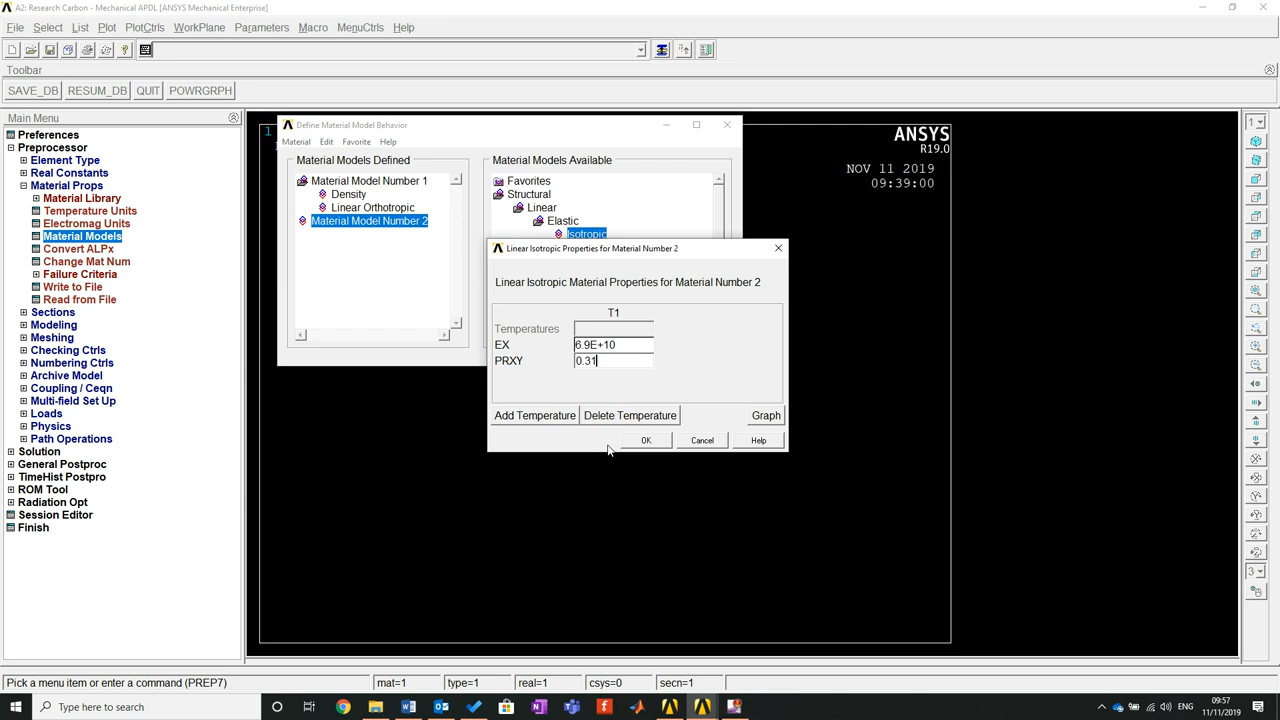 A2: Research Carbon - Mechanical APDL [ANSYS Mechanical Enterprise]
File Select List Plot PlotCtrls WorkPlane Parameters Macro MenuCtrls Help
Toolbar
SAVE_DB RESUM_DB QUIT POWRGRPH
Main Menu
Preferences
Preprocessor
Element Type
Real Constants
Material Props
Material Library
Temperature Units
Electromag Units
Material Models
Convert ALPx
Change Mat Num
Failure Criteria
Write to File
Read from File
Sections
Modeling
Meshing
Checking Ctrls
Numbering Ctrls
Archive Model
Coupling / Ceqn
Multi-field Set Up
Loads
Physics
Path Operations
Solution
General Postproc
TimeHist Postpro
ROM Tool
Radiation Opt
Session Editor
Finish
1
ANSYS
R19.0
NOV 11 2019
09:39:00
Define Material Model Behavior
Material Edit Favorite Help
Material Models Defined
Material Model Number 1
Density
Linear Orthotropic
Material Model Number 2
Material Models Available
Favorites
Structural
Linear
Elastic
Isotropic
Linear Isotropic Properties for Material Number 2
Linear Isotropic Material Properties for Material Number 2
T1
Temperatures
EX 6.9E+10
PRXY 0.31
Add Temperature Delete Temperature Graph
OK Cancel Help
1
3
Pick a menu item or enter a command (PREP7) mat=1 type=1 real=1 csys=0 secn=1
Type here to search
ENG
09:57
11/11/2019